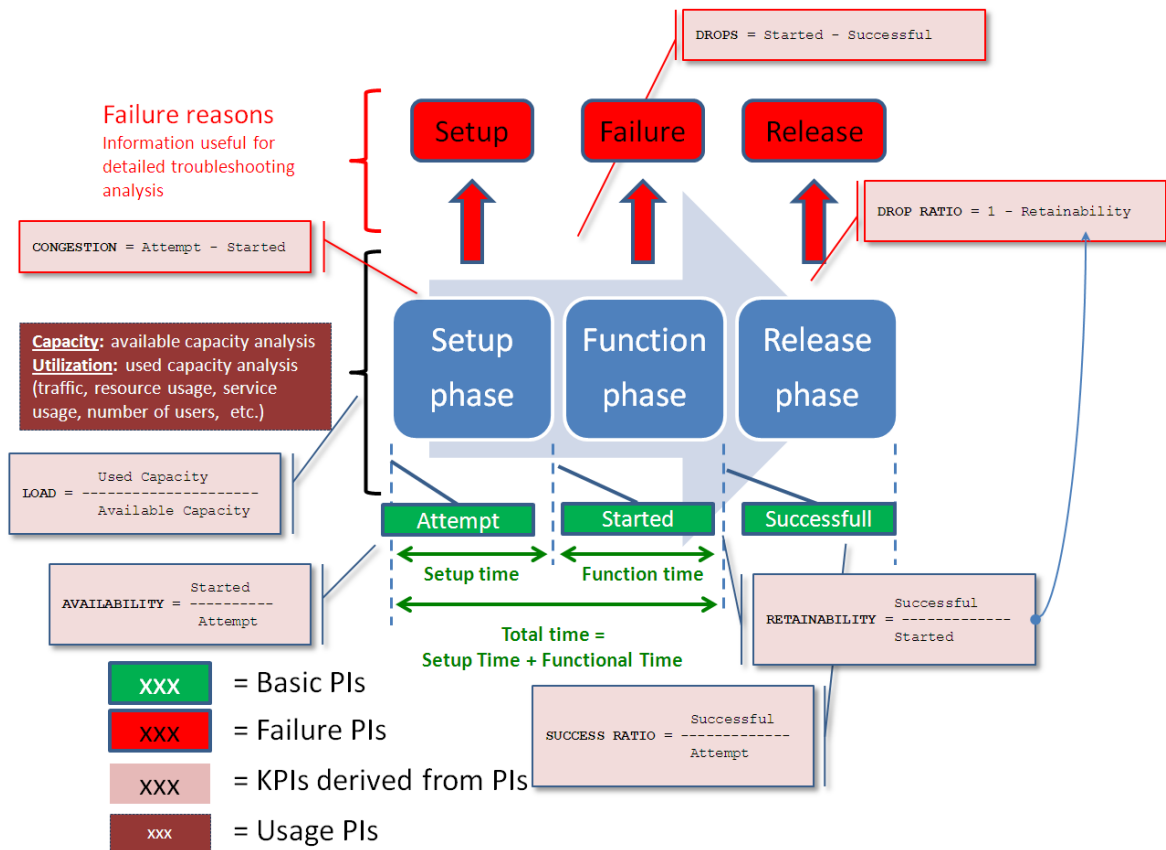 DROPS = Started - Successful
Failure reasons
Information useful for
detailed troubleshooting
analysis
Setup
Failure
Release
CONGESTION = Attempt - Started
DROP RATIO = 1 - Retainability
Capacity: available capacity analysis
Utilization: used capacity analysis
(traffic, resource usage, service
usage, number of users, etc.)
Setup
phase
Function
phase
Release
phase
Used Capacity
LOAD = ---------------------
Available Capacity
Attempt
Started
Successfull
Setup time
Function time
Started
AVAILABILITY = ----------
Attempt
Total time =
Setup Time + Functional Time
Successful
RETAINABILITY = -------------
Started
Successful
SUCCESS RATIO = -------------
Attempt
xxx = Basic PIs
xxx = Failure PIs
xxx = KPIs derived from PIs
xxx = Usage PIs